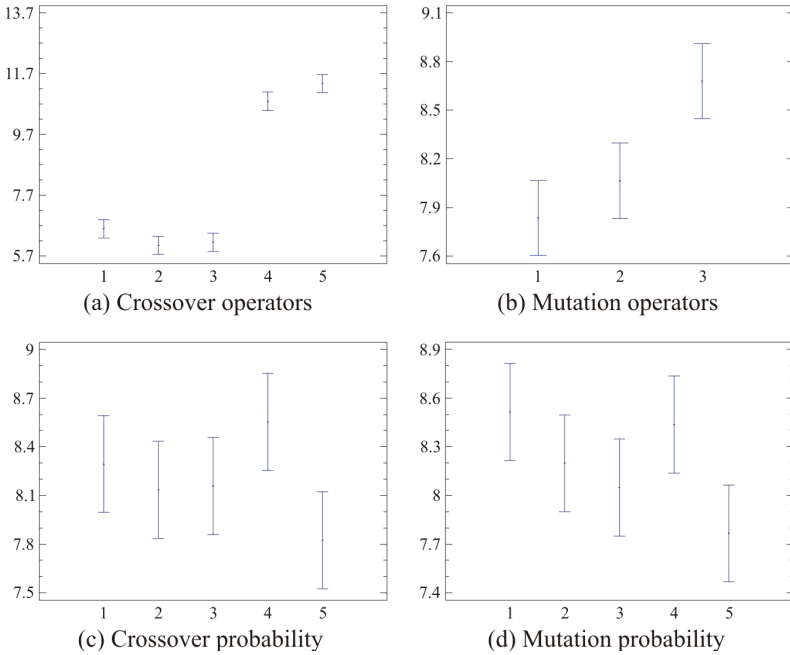 13.7
11.7
9.7
7.7
5.7
1 2 3 4 5
(a) Crossover operators
9.1
8.8
8.5
8.2
7.9
7.6
1 2 3
(b) Mutation operators
9
8.7
8.4
8.1
7.8
7.5
1 2 3 4 5
(c) Crossover probability
8.9
8.6
8.3
8
7.7
7.4
1 2 3 4 5
(d) Mutation probability